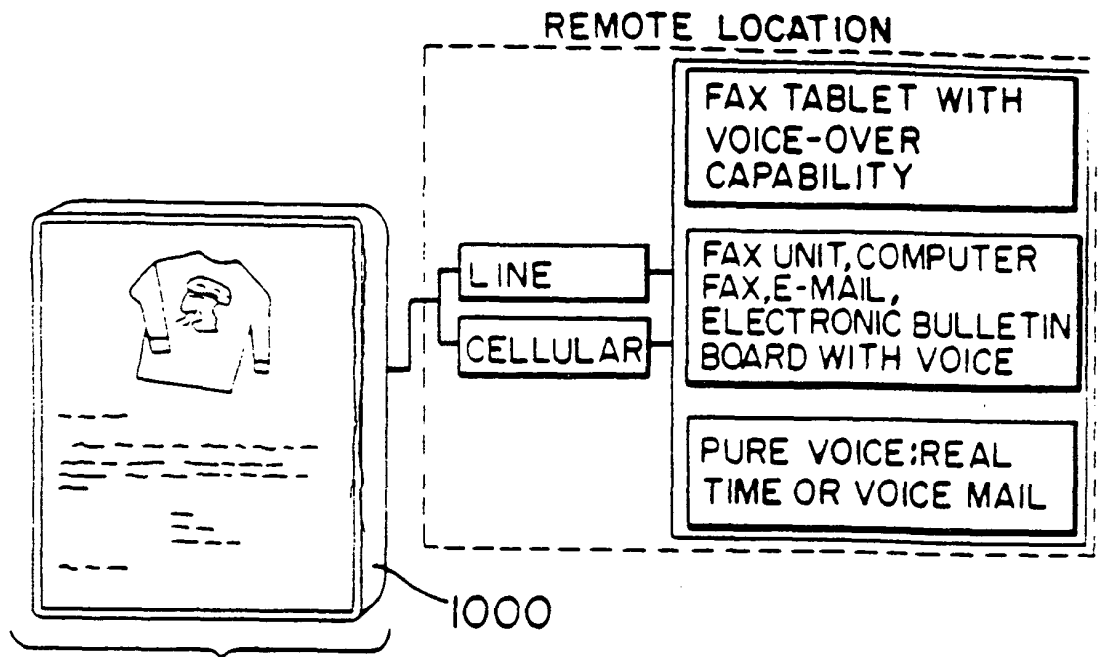 REMOTE LOCATION
FAX TABLET WITH
VOICE-OVER
CAPABILITY
LINE
CELLULAR
FAX UNIT, COMPUTER
FAX, E-MAIL,
ELECTRONIC BULLETIN
BOARD WITH VOICE
PURE VOICE: REAL
TIME OR VOICE MAIL
1000